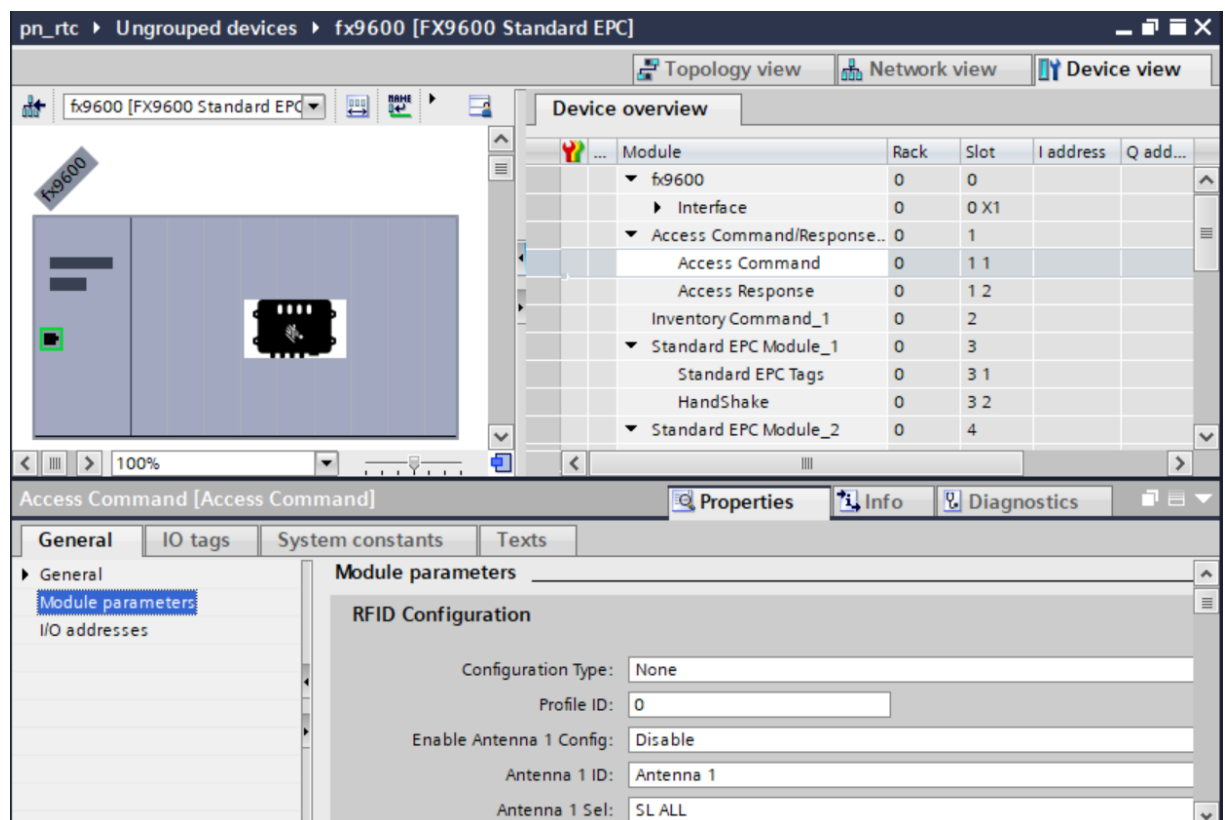 pn_rtc ▸ Ungrouped devices ▸ fx9600 [FX9600 Standard EPC]
Topology view Network view Device view
fx9600 [FX9600 Standard EPC
NAME
Device overview
... Module Rack Slot I address Q add...
fx9600
fx9600 0 0
Interface 0 0 X1
Access Command/Response.. 0 1
Access Command 0 1 1
Access Response 0 1 2
Inventory Command_1 0 2
Standard EPC Module_1 0 3
Standard EPC Tags 0 3 1
HandShake 0 3 2
Standard EPC Module_2 0 4
100%
Access Command [Access Command] Properties Info Diagnostics
General IO tags System constants Texts
General
Module parameters
I/O addresses
Module parameters
RFID Configuration
Configuration Type: None
Profile ID: 0
Enable Antenna 1 Config: Disable
Antenna 1 ID: Antenna 1
Antenna 1 Sel: SL ALL